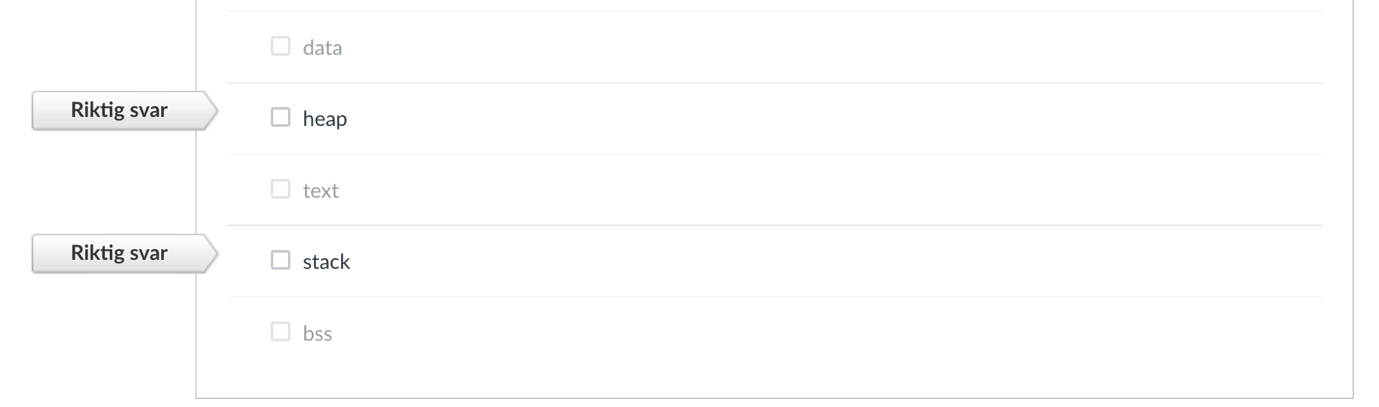 data
Riktig svar
heap
text
Riktig svar
stack
bss